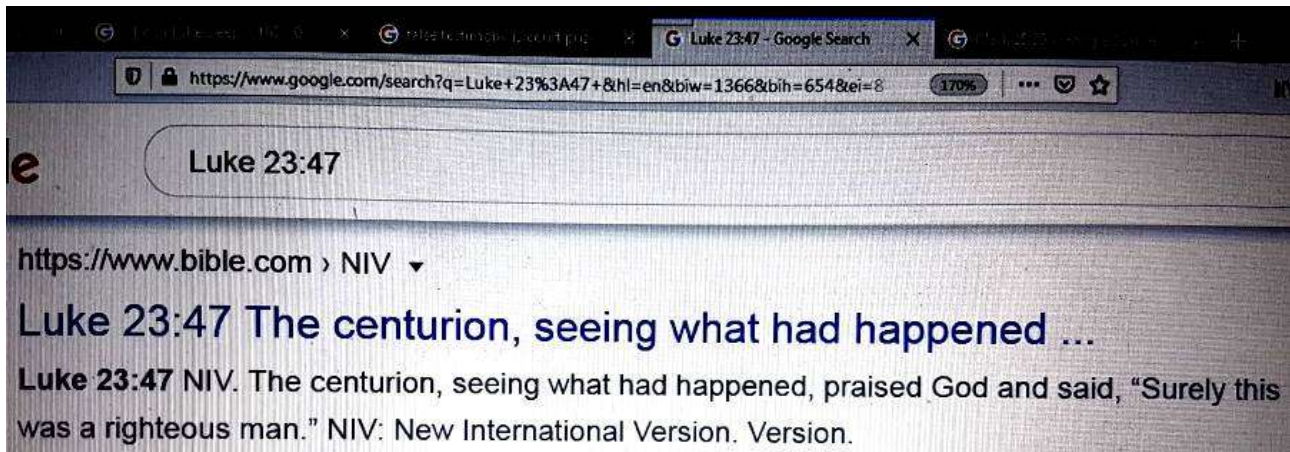 Luke 23:47 - Google Search
https://www.google.com/search?q=Luke+23%3A47+&hl=en&biw=1366&bih=654&ei=8
170%
le
Luke 23:47
https://www.bible.com › NIV
Luke 23:47 The centurion, seeing what had happened ...
Luke 23:47 NIV. The centurion, seeing what had happened, praised God and said, “Surely this
was a righteous man.” NIV: New International Version. Version.